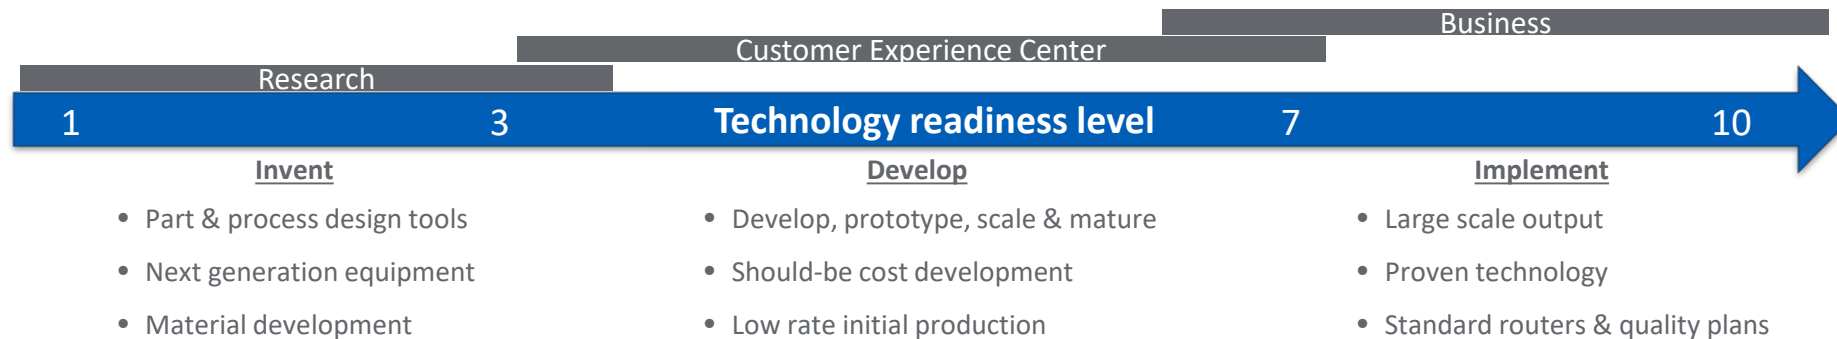 Business
Customer Experience Center
Research
1 3 Technology readiness level 7 10
Invent
• Part & process design tools
• Next generation equipment
• Material development
Develop
• Develop, prototype, scale & mature
• Should-be cost development
• Low rate initial production
Implement
• Large scale output
• Proven technology
• Standard routers & quality plans